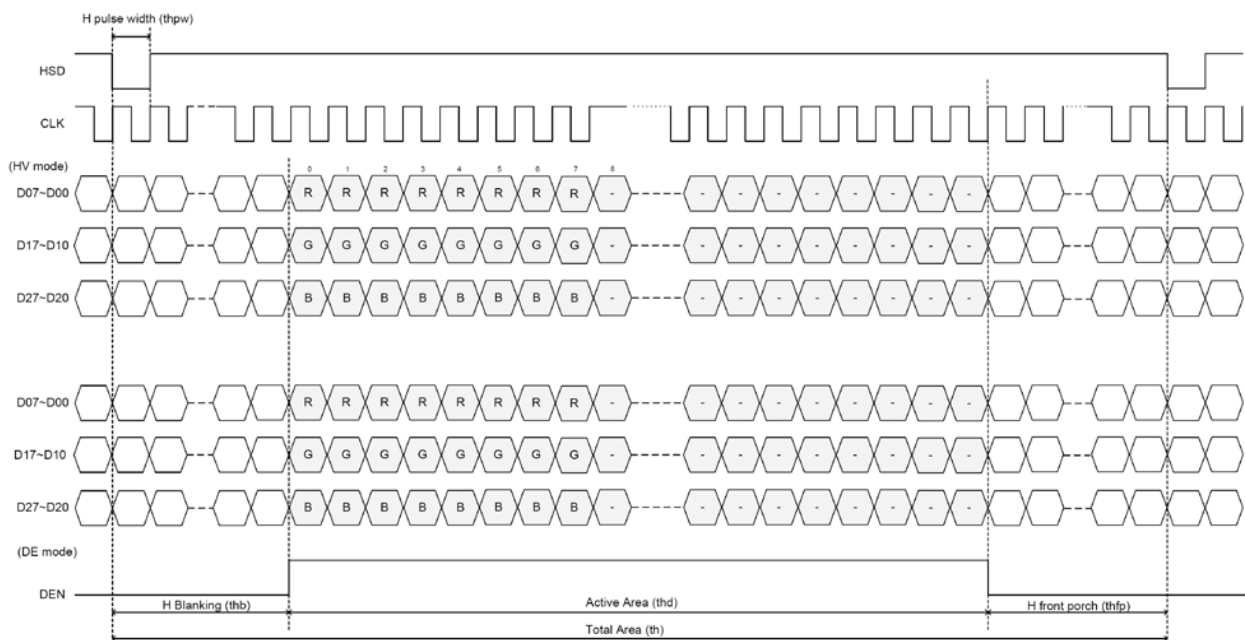 H pulse width (thpw)
HSD
CLK
(HV mode)
0 1 2 3 4 5 6 7 8
D07~D00 R R R R R R R R - - - - - - - - -
D17~D10 G G G G G G G G - - - - - - - - -
D27~D20 B B B B B B B B - - - - - - - - -
D07~D00 R R R R R R R R - - - - - - - - -
D17~D10 G G G G G G G G - - - - - - - - -
D27~D20 B B B B B B B B - - - - - - - - -
(DE mode)
DEN
H Blanking (thb) Active Area (thd) H front porch (thfp)
Total Area (th)